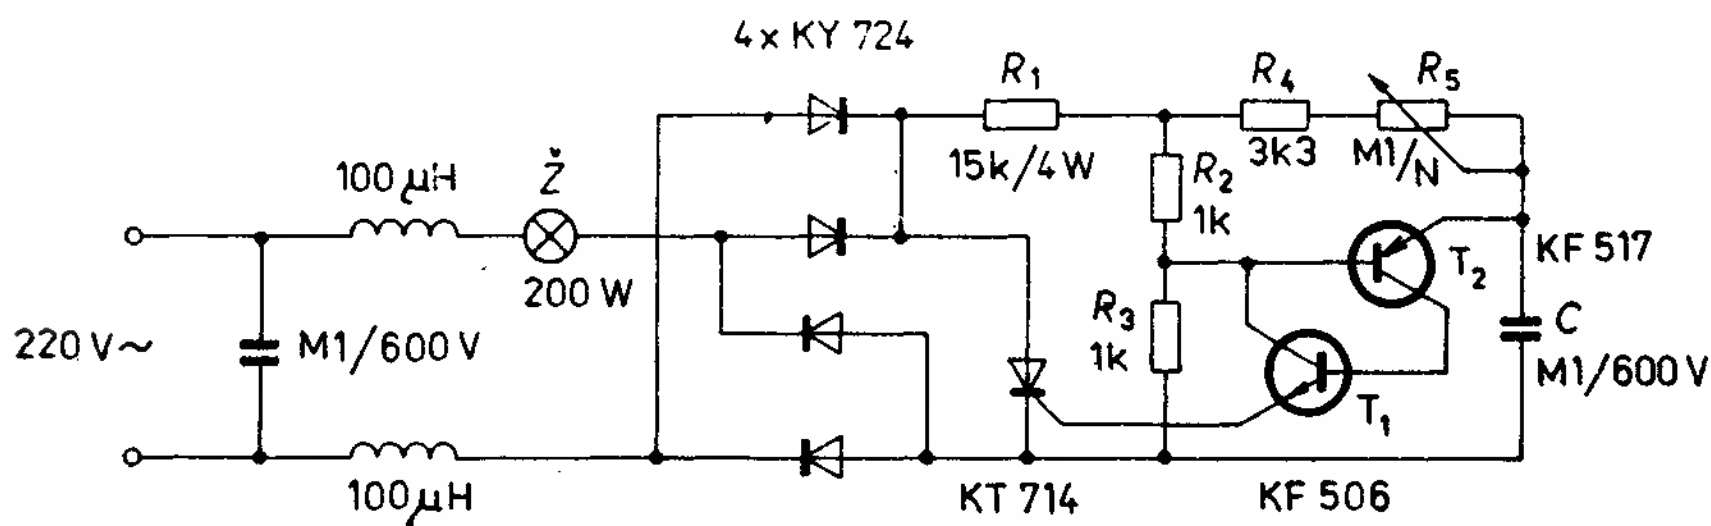 4x KY 724
R1
R4
R5
15k/4W
3k3
M1/N
100 μH
Ž
R2
1k
200 W
KF 517
T2
220 V~
M1/600 V
R3
1k
C
M1/600 V
T1
100 μH
KT 714
KF 506